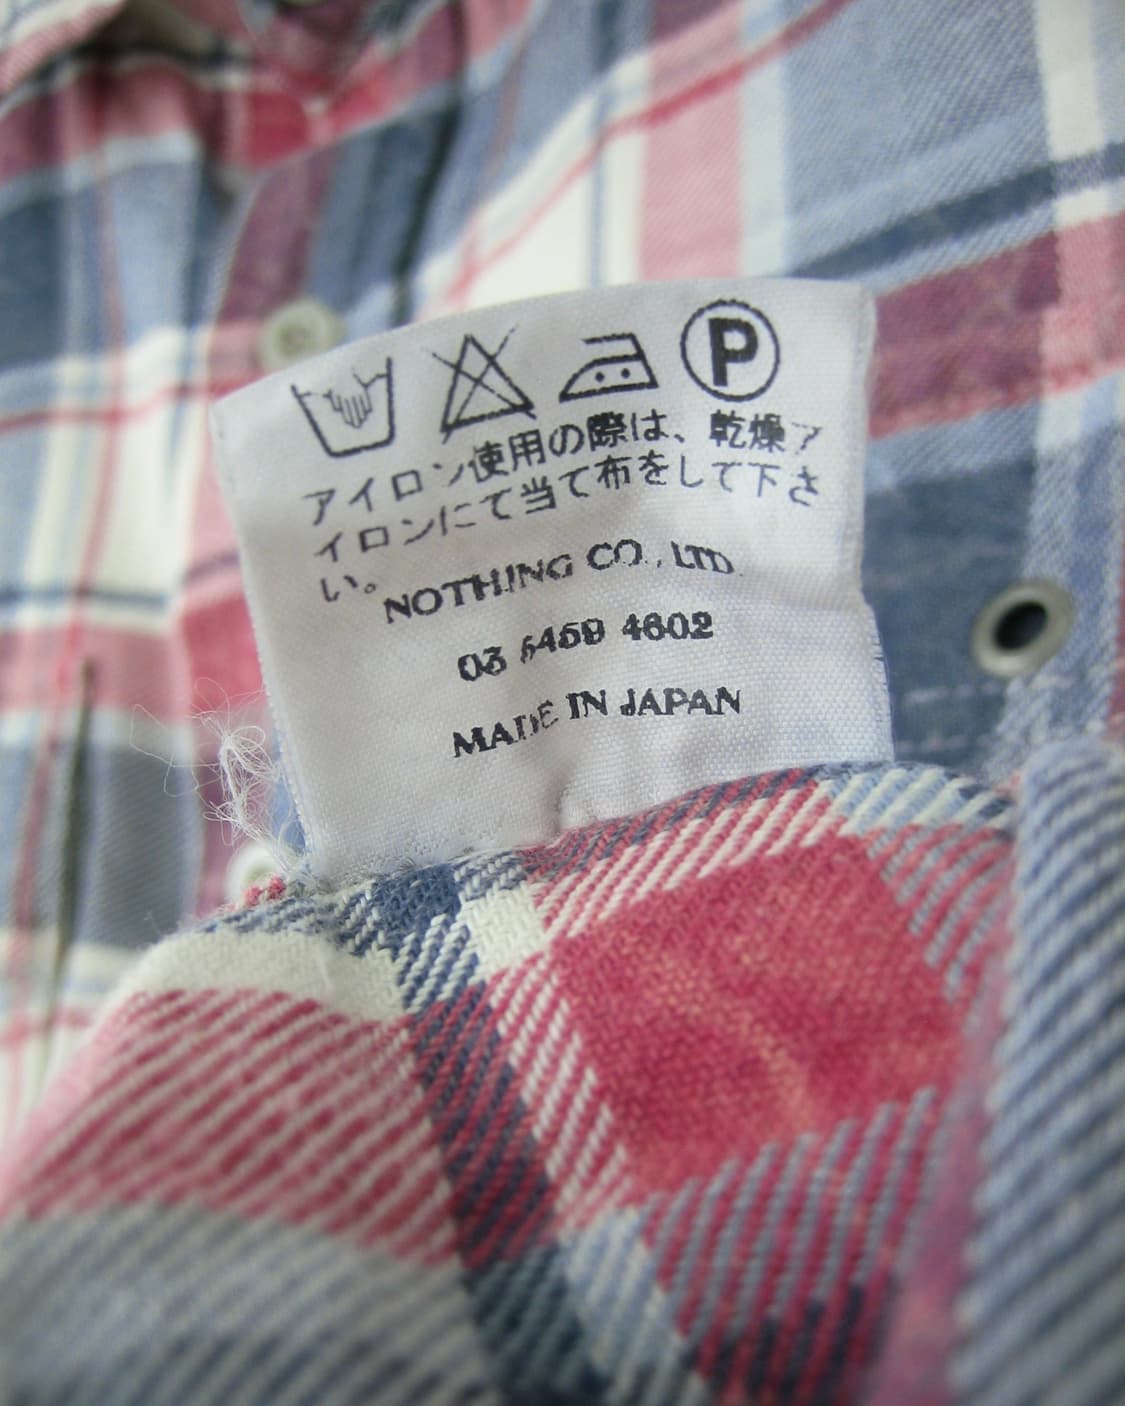 P
アイロン使用の際は、乾燥ア
イロンにて当て布をして下さ
い。
NOTHING CO., LTD.
03 5459 4602
MADE IN JAPAN